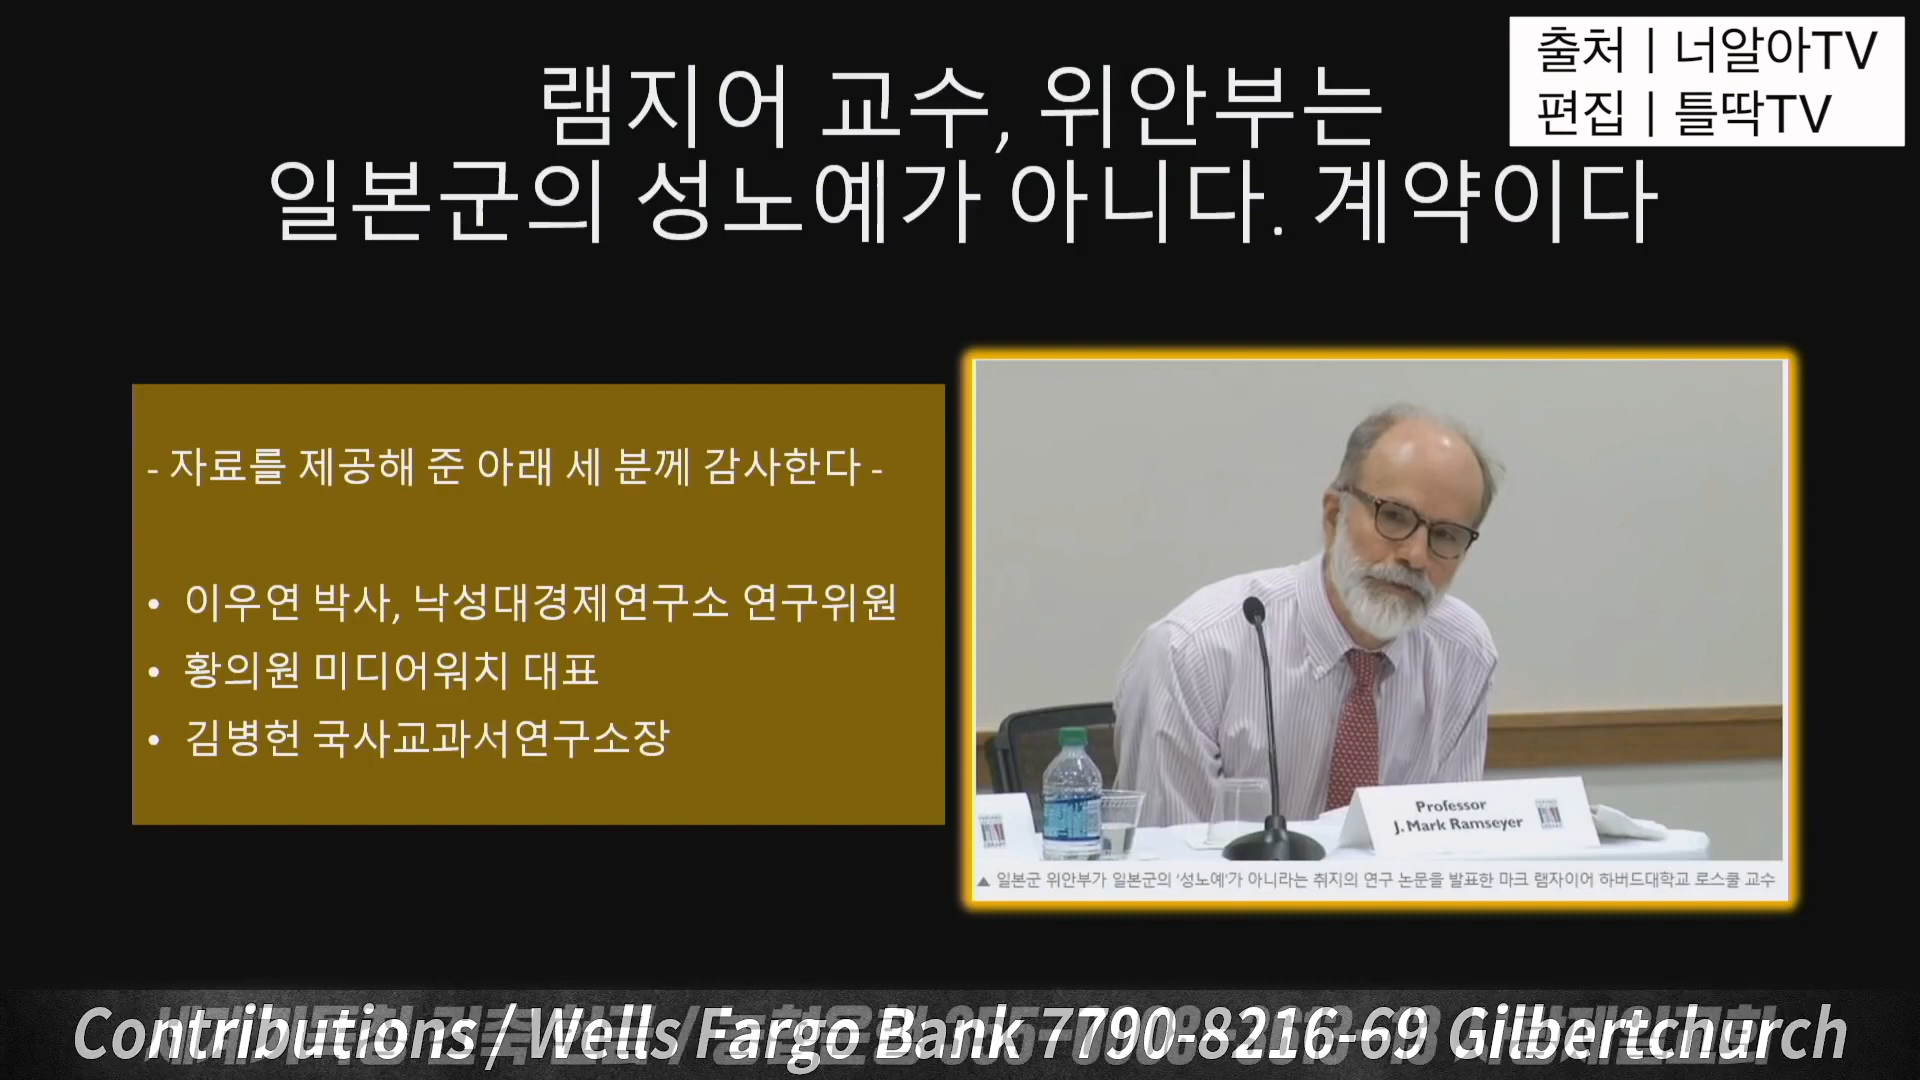 출처 | 너알아TV
편집 | 틀딱TV
램지어 교수, 위안부는
일본군의 성노예가 아니다. 계약이다
- 자료를 제공해 준 아래 세 분께 감사한다 -
• 이우연 박사, 낙성대경제연구소 연구위원
• 황의원 미디어워치 대표
• 김병헌 국사교과서연구소장
Professor
J. Mark Ramseyer
▲ 일본군 위안부가 일본군의 '성노예'가 아니라는 취지의 연구 논문을 발표한 마크 램자이어 하버드대학교 로스쿨 교수
Contributions / Wells Fargo Bank 7790-8216-69 Gilbertchurch